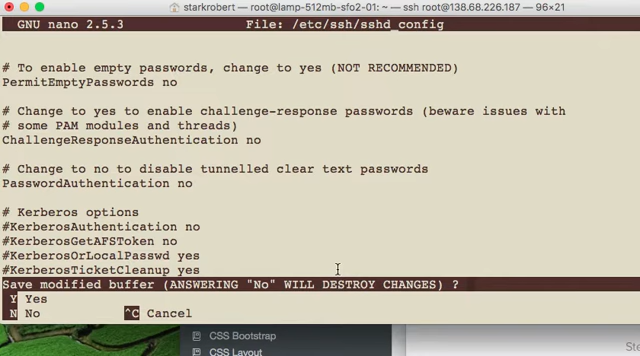 starkrobert — root@lamp-512mb-sfo2-01: ~ — ssh root@138.68.226.187 — 96×21
GNU nano 2.5.3 File: /etc/ssh/sshd_config
# To enable empty passwords, change to yes (NOT RECOMMENDED)
PermitEmptyPasswords no
# Change to yes to enable challenge-response passwords (beware issues with
# some PAM modules and threads)
ChallengeResponseAuthentication no
# Change to no to disable tunnelled clear text passwords
PasswordAuthentication no
# Kerberos options
#KerberosAuthentication no
#KerberosGetAFSToken no
#KerberosOrLocalPasswd yes
#KerberosTicketCleanup yes
Save modified buffer (ANSWERING "No" WILL DESTROY CHANGES) ?
Y Yes
N No ^C Cancel
CSS Bootstrap
CSS Layout